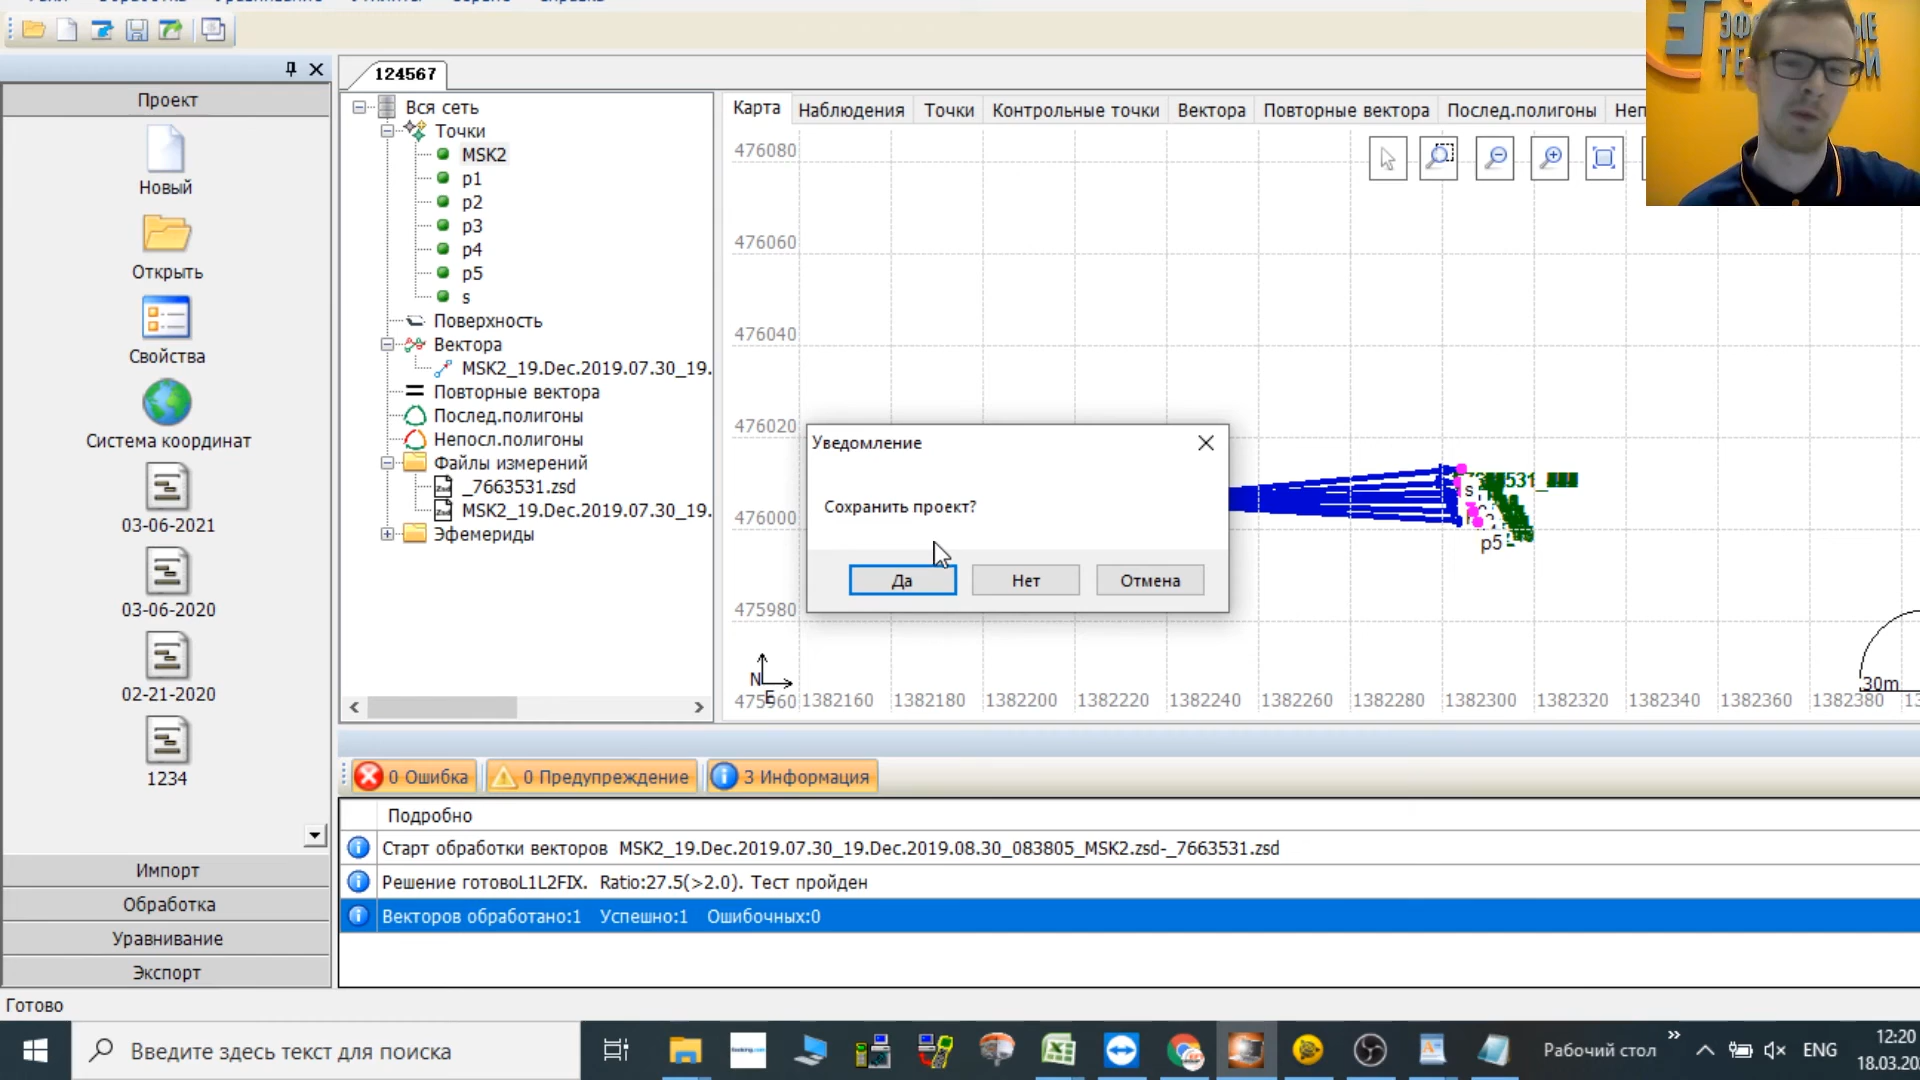 Проект
Новый
Открыть
Свойства
Система координат
03-06-2021
03-06-2020
02-21-2020
1234
Импорт
Обработка
Уравнивание
Экспорт
Готово
124567
Вся сеть
Точки
MSK2
p1
p2
p3
p4
p5
s
Поверхность
Вектора
MSK2_19.Dec.2019.07.30_19.
Повторные вектора
Послед.полигоны
Непосл.полигоны
Файлы измерений
_7663531.zsd
MSK2_19.Dec.2019.07.30_19.
Эфемериды
Карта Наблюдения Точки Контрольные точки Вектора Повторные вектора Послед.полигоны
476080
476060
476040
476020
476000
475980
475960
1382160 1382180 1382200 1382220 1382240 1382260 1382280 1382300 1382320 1382340 1382360 1382380
N
E
s
p5
30m
Уведомление
Сохранить проект?
Да Нет Отмена
0 Ошибка 0 Предупреждение 3 Информация
Подробно
Старт обработки векторов MSK2_19.Dec.2019.07.30_19.Dec.2019.08.30_083805_MSK2.zsd-_7663531.zsd
Решение готовоL1L2FIX. Ratio:27.5(>2.0). Тест пройден
Векторов обработано:1 Успешно:1 Ошибочных:0
Введите здесь текст для поиска
Рабочий стол
ENG
12:20